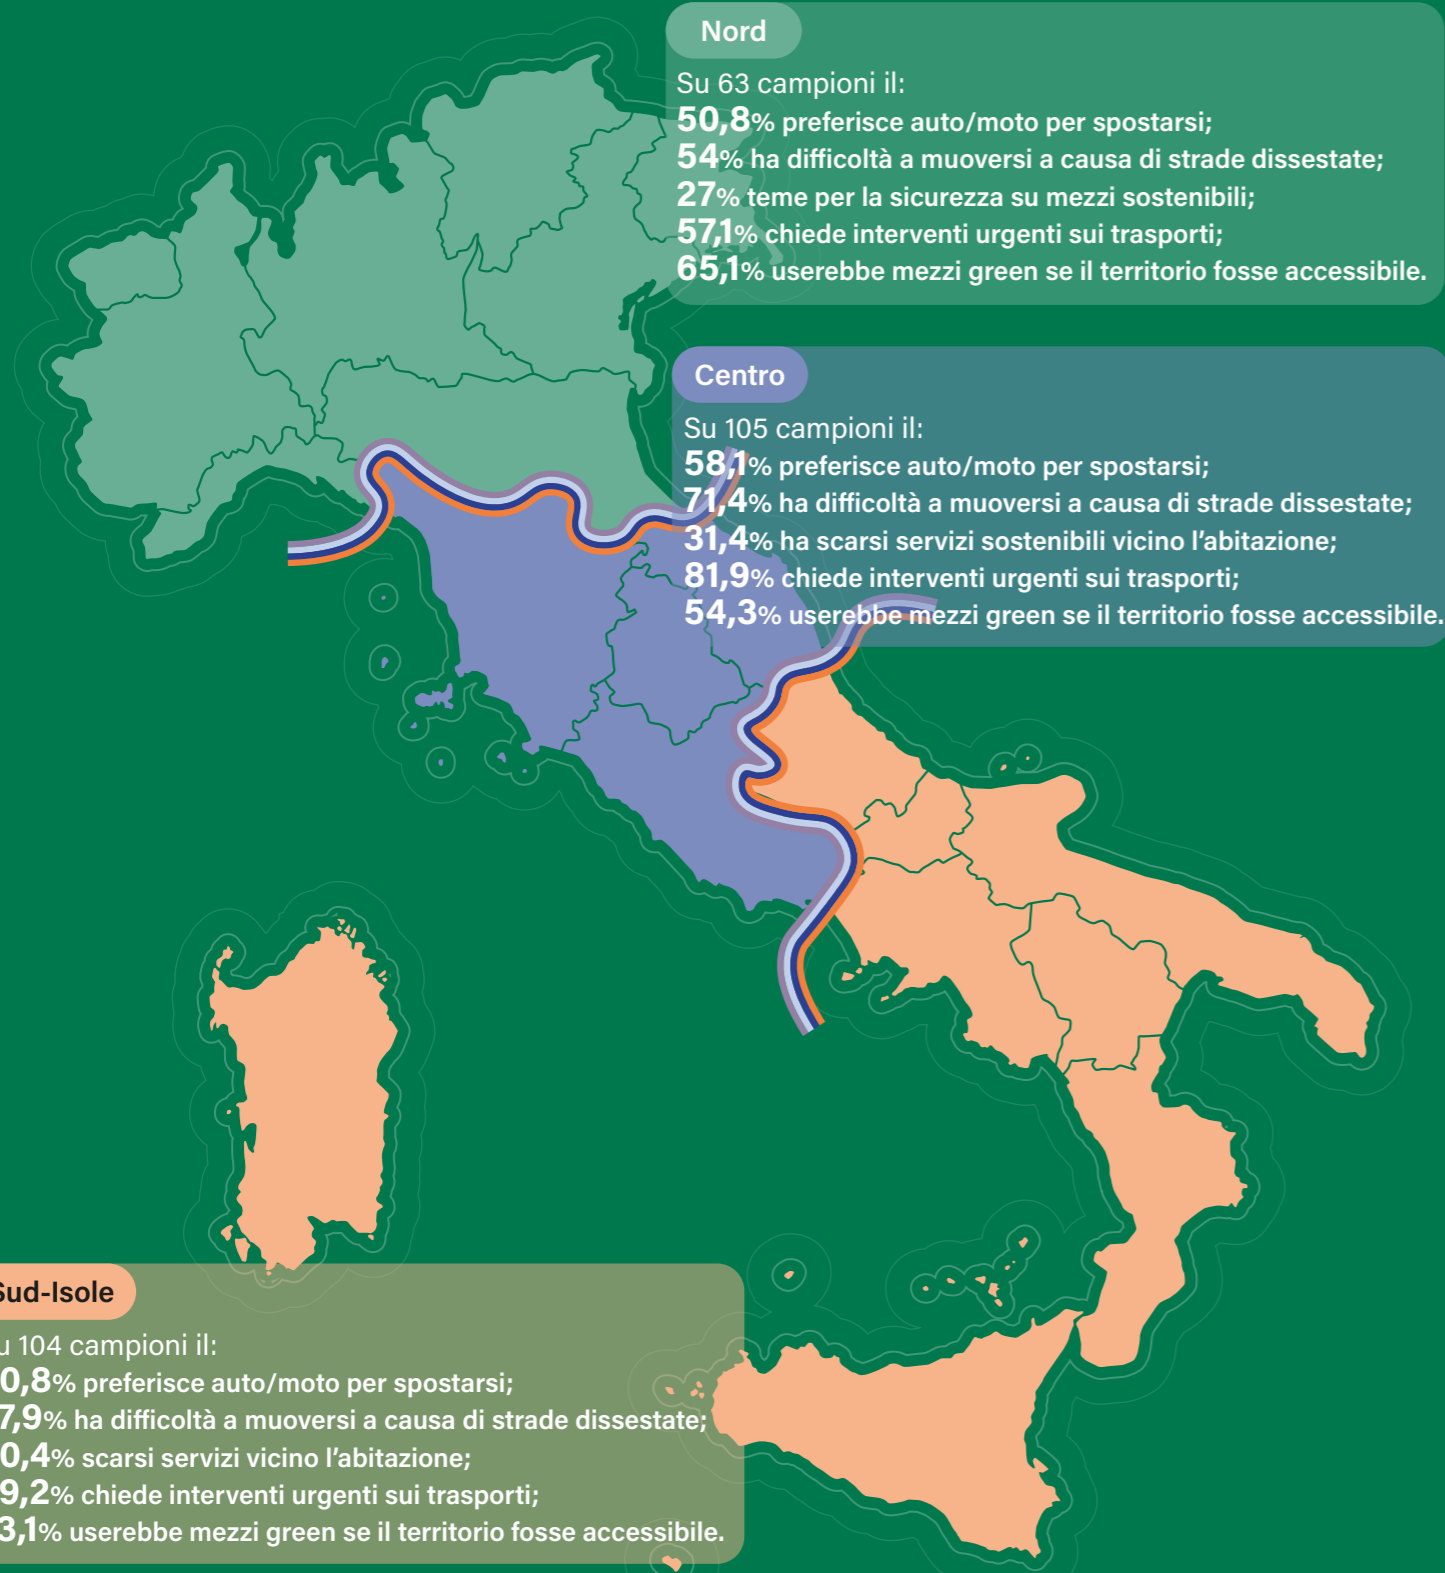 Nord
Su 63 campioni il:
50,8% preferisce auto/moto per spostarsi;
54% ha difficoltà a muoversi a causa di strade dissestate;
27% teme per la sicurezza su mezzi sostenibili;
57,1% chiede interventi urgenti sui trasporti;
65,1% userebbe mezzi green se il territorio fosse accessibile.
Centro
Su 105 campioni il:
58,1% preferisce auto/moto per spostarsi;
71,4% ha difficoltà a muoversi a causa di strade dissestate;
31,4% ha scarsi servizi sostenibili vicino l'abitazione;
81,9% chiede interventi urgenti sui trasporti;
54,3% userebbe mezzi green se il territorio fosse accessibile.
Sud-Isole
u 104 campioni il:
0,8% preferisce auto/moto per spostarsi;
7,9% ha difficoltà a muoversi a causa di strade dissestate;
0,4% scarsi servizi vicino l'abitazione;
9,2% chiede interventi urgenti sui trasporti;
3,1% userebbe mezzi green se il territorio fosse accessibile.